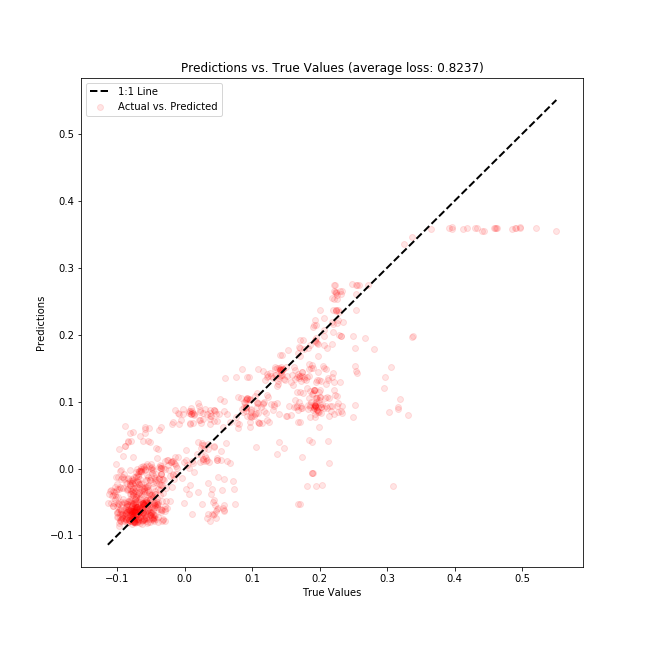 Predictions vs. True Values (average loss: 0.8237)
1:1 Line
Actual vs. Predicted
0.5
0.4
0.3
0.2
0.1
0.0
−0.1
Predictions
−0.1 0.0 0.1 0.2 0.3 0.4 0.5
True Values